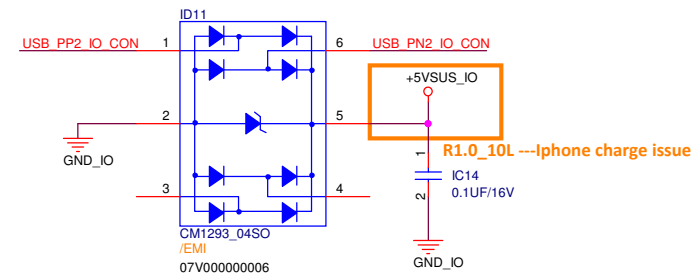 ID11
USB_PP2_IO_CON
1
6
USB_PN2_IO_CON
+5VSUS_IO
2
5
GND_IO
R1.0_10L ---Iphone charge issue
1
IC14
0.1UF/16V
2
3
4
CM1293_04SO
/EMI
GND_IO
07V000000006